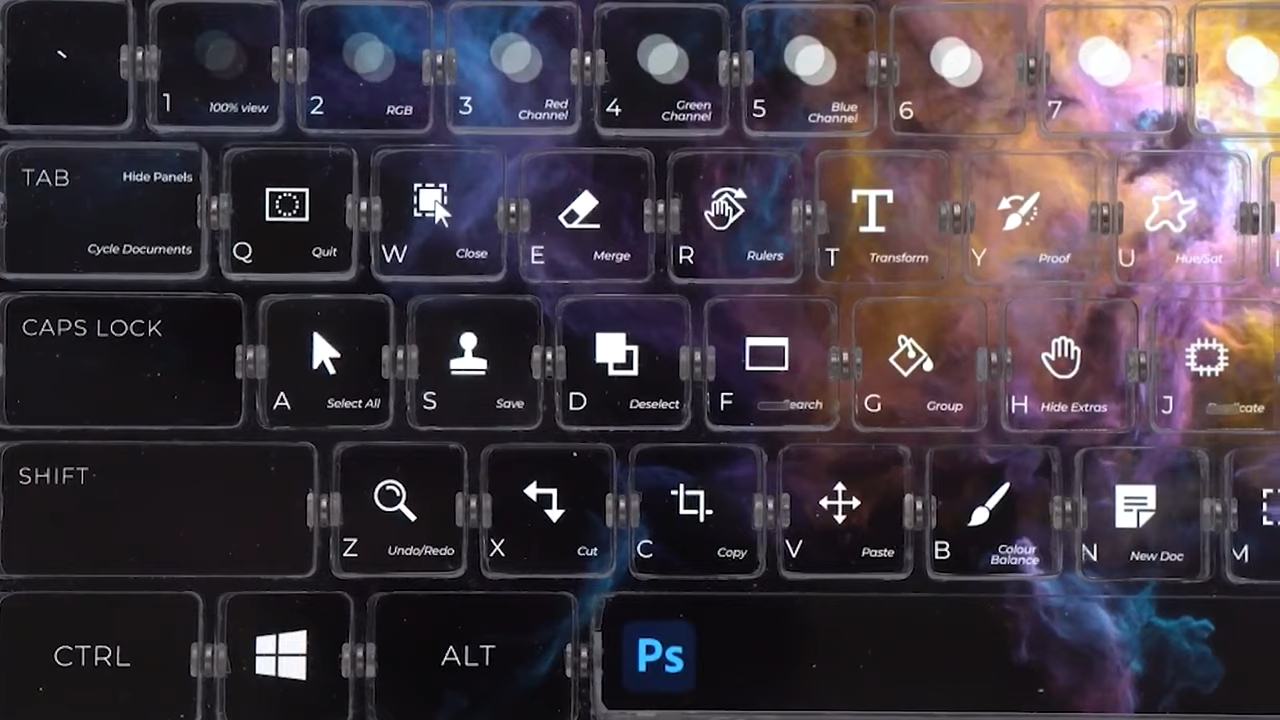 `
1 100% view
2 RGB
3 Red
Channel
4 Green
Channel
5 Blue
Channel
6
7
TAB Hide Panels
Cycle Documents
Q Quit
W Close
E Merge
R Rulers
T Transform
Y Proof
U Hue/Sat
CAPS LOCK
A Select All
S Save
D Deselect
F
G Group
H Hide Extras
J
SHIFT
Z Undo/Redo
X Cut
C Copy
V Paste
B Colour
Balance
N New Doc
M
CTRL
ALT
Ps